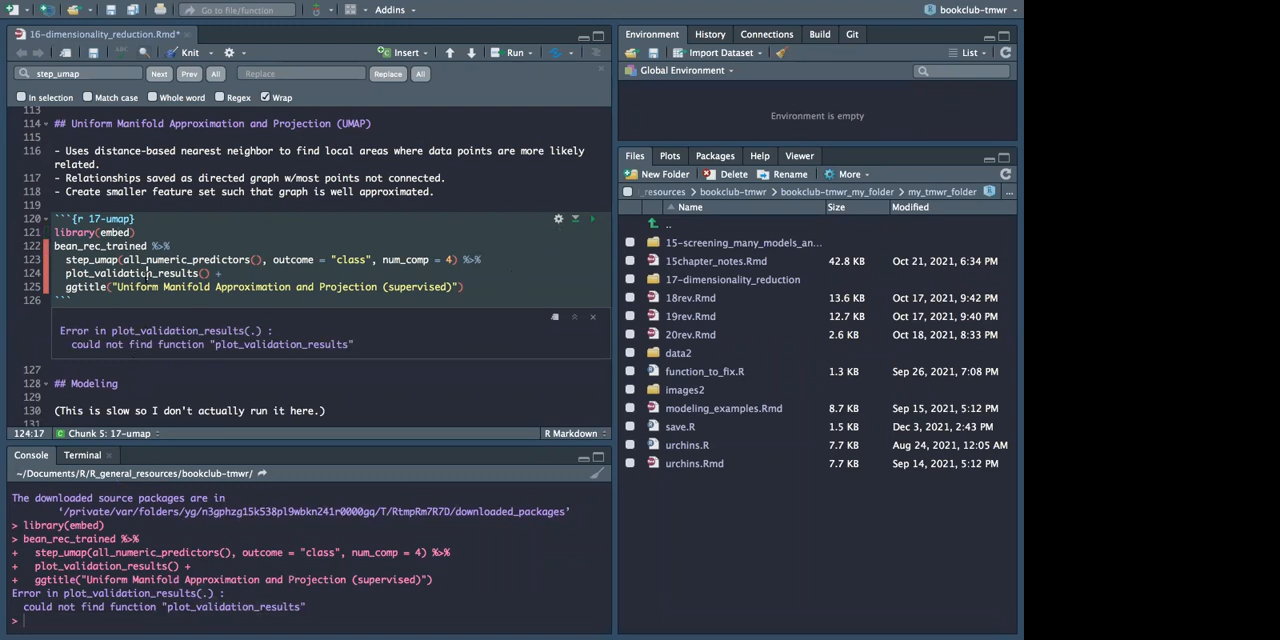 Go to file/function
Addins
bookclub-tmwr
16-dimensionality_reduction.Rmd*
Knit
Insert
Run
step_umap
Next
Prev
All
Replace
Replace
All
In selection
Match case
Whole word
Regex
Wrap
113
114 ## Uniform Manifold Approximation and Projection (UMAP)
115
116 - Uses distance-based nearest neighbor to find local areas where data points are more likely
related.
117 - Relationships saved as directed graph w/most points not connected.
118 - Create smaller feature set such that graph is well approximated.
119
120 ```{r 17-umap}
121 library(embed)
122 bean_rec_trained %>%
123 step_umap(all_numeric_predictors(), outcome = "class", num_comp = 4) %>%
124 plot_validation_results() +
125 ggtitle("Uniform Manifold Approximation and Projection (supervised)")
126 ```
Error in plot_validation_results(.) :
could not find function "plot_validation_results"
127
128 ## Modeling
129
130 (This is slow so I don't actually run it here.)
131
124:17 Chunk 5: 17-umap R Markdown
Console Terminal
~/Documents/R/R_general_resources/bookclub-tmwr/
The downloaded source packages are in
‘/private/var/folders/yg/n3gphzg15k538pl9wbkn241r0000gq/T/RtmpRm7R7D/downloaded_packages’
> library(embed)
> bean_rec_trained %>%
+ step_umap(all_numeric_predictors(), outcome = "class", num_comp = 4) %>%
+ plot_validation_results() +
+ ggtitle("Uniform Manifold Approximation and Projection (supervised)")
Error in plot_validation_results(.) :
could not find function "plot_validation_results"
>
Environment History Connections Build Git
Import Dataset List
Global Environment
Environment is empty
Files Plots Packages Help Viewer
New Folder Delete Rename More
l_resources bookclub-tmwr bookclub-tmwr_my_folder my_tmwr_folder ...
Name Size Modified
..
15-screening_many_models_an...
15chapter_notes.Rmd 42.8 KB Oct 21, 2021, 6:34 PM
17-dimensionality_reduction
18rev.Rmd 13.6 KB Oct 17, 2021, 9:42 PM
19rev.Rmd 12.7 KB Oct 17, 2021, 9:40 PM
20rev.Rmd 2.6 KB Oct 18, 2021, 8:33 PM
data2
function_to_fix.R 1.3 KB Sep 26, 2021, 7:08 PM
images2
modeling_examples.Rmd 8.7 KB Sep 15, 2021, 5:12 PM
save.R 1.5 KB Dec 3, 2021, 2:43 PM
urchins.R 7.7 KB Aug 24, 2021, 12:05 AM
urchins.Rmd 7.7 KB Sep 14, 2021, 5:12 PM